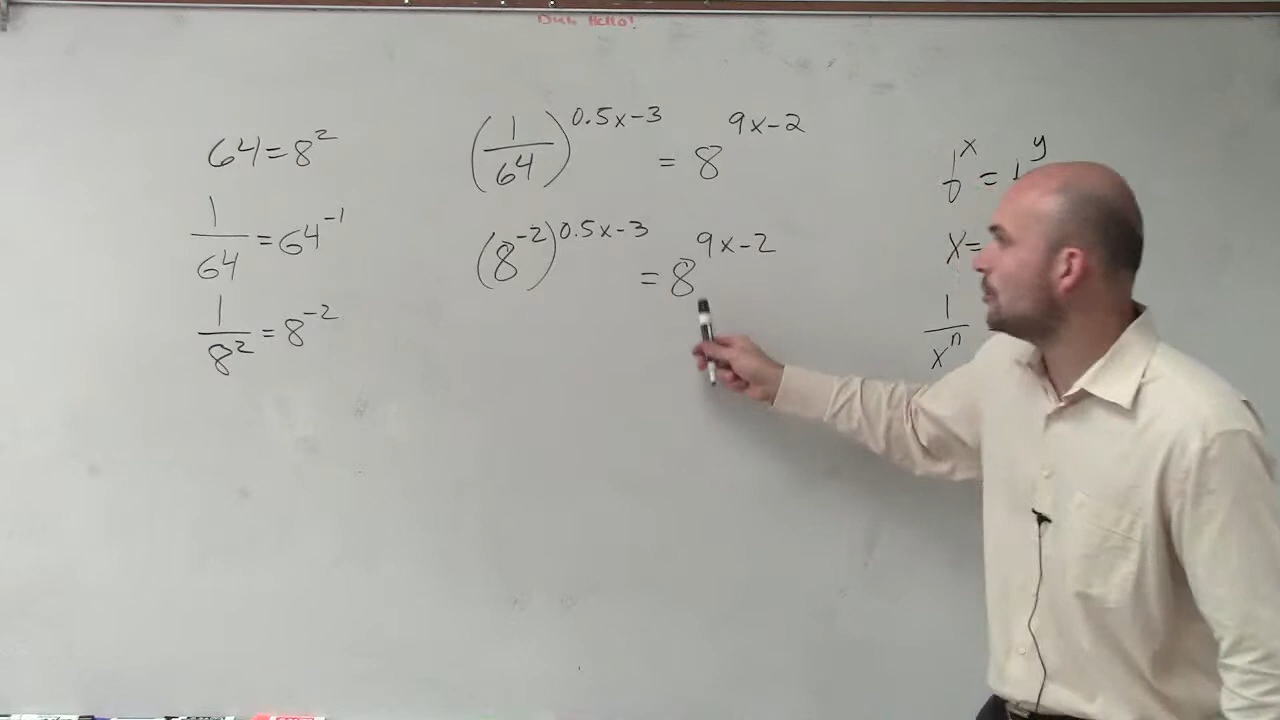 Duh Hello!
64=8^2
1/64=64^-1
1/8^2=8^-2
(1/64)^0.5x-3 = 8^9x-2
(8^-2)^0.5x-3 = 8^9x-2
b^x=
y
x=
1/x^n